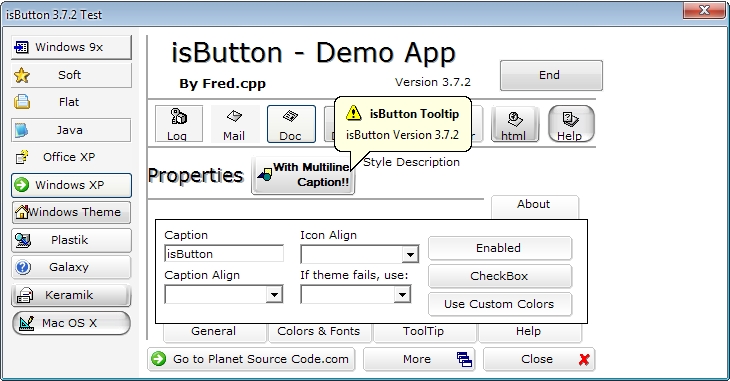 isButton 3.7.2 Test
Windows 9x
Soft
Flat
Java
Office XP
Windows XP
Windows Theme
Plastik
Galaxy
Keramik
Mac OS X
isButton - Demo App
By Fred.cpp
Version 3.7.2
End
Log
Mail
Doc
html
Help
isButton Tooltip
isButton Version 3.7.2
Properties
With Multiline
Caption!!
Style Description
About
Caption
Icon Align
isButton
Enabled
Caption Align
If theme fails, use:
CheckBox
Use Custom Colors
General
Colors & Fonts
ToolTip
Help
Go to Planet Source Code.com
More
Close